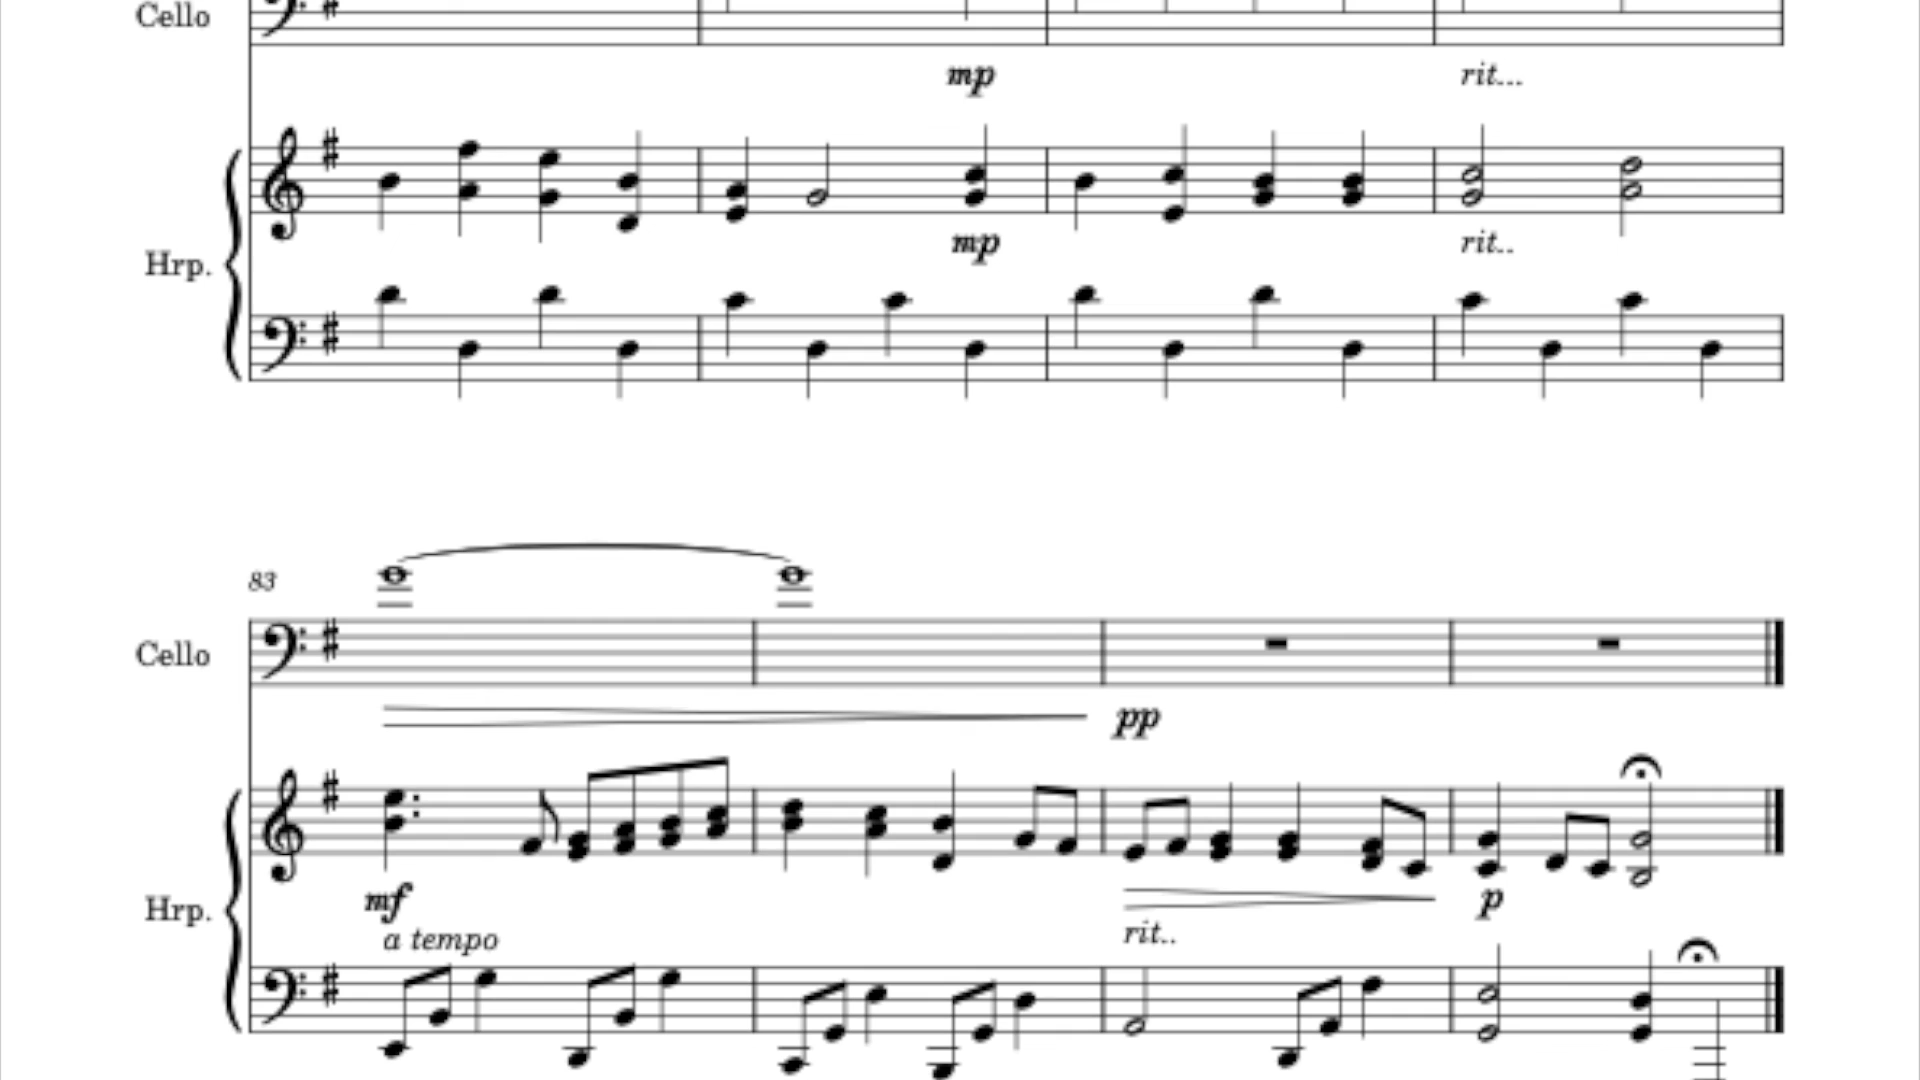 Cello
mp
rit...
mp
rit..
Hrp.
83
Cello
pp
mf
p
Hrp.
a tempo
rit..